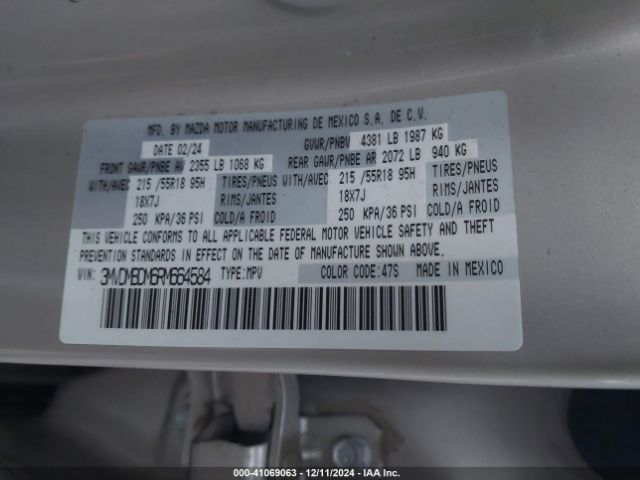 MFD. BY MAZDA MOTOR MANUFACTURING DE MEXICO S.A. DE C.V.
DATE 02/24 GVWR/PNBV 4381 LB 1987 KG
FRONT GAWR/PNBE AV 2355 LB 1068 KG REAR GAWR/PNBE AR 2072 LB 940 KG
WITH/AVEC 215 /55R18 95H TIRES/PNEUS WITH/AVEC 215 /55R18 95H TIRES/PNEUS
18X7J RIMS/JANTES 18X7J RIMS/JANTES
250 KPA/36 PSI COLD/A FROID 250 KPA/36 PSI COLD/A FROID
THIS VEHICLE CONFORMS TO ALL APPLICABLE FEDERAL MOTOR VEHICLE SAFETY AND THEFT
PREVENTION STANDARDS IN EFFECT ON THE DATE OF MANUFACTURE SHOWN ABOVE.
VIN: 3MVDMBDM6RM664584 TYPE:MPV COLOR CODE:47S MADE IN MEXICO
000-41069063 - 12/11/2024 - IAA Inc.